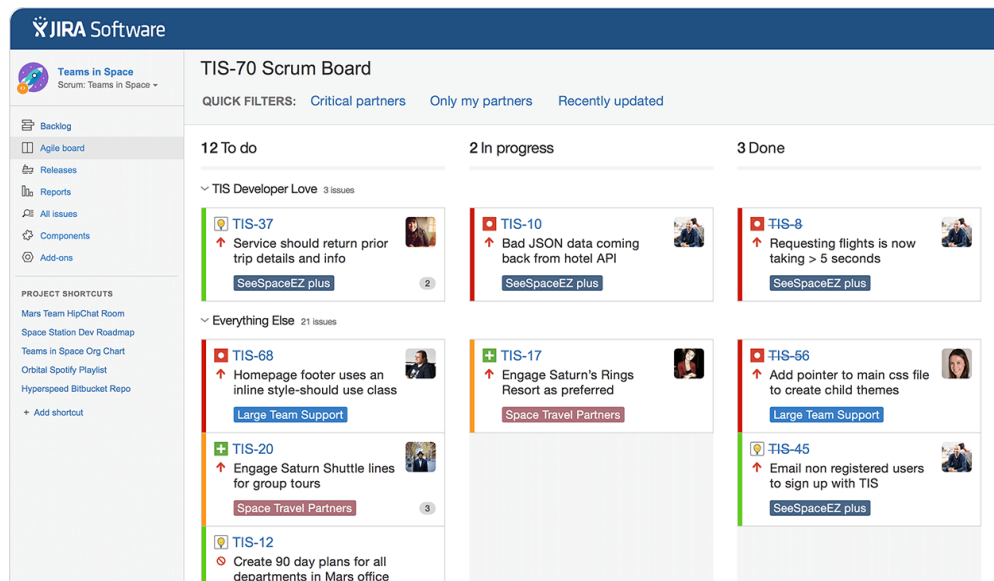 JIRA Software
Teams in Space
Scrum: Teams in Space
Backlog
Agile board
Releases
Reports
All issues
Components
Add-ons
PROJECT SHORTCUTS
Mars Team HipChat Room
Space Station Dev Roadmap
Teams in Space Org Chart
Orbital Spotify Playlist
Hyperspeed Bitbucket Repo
+ Add shortcut
TIS-70 Scrum Board
QUICK FILTERS: Critical partners Only my partners Recently updated
12 To do
2 In progress
3 Done
TIS Developer Love 3 issues
TIS-37
Service should return prior
trip details and info
SeeSpaceEZ plus
2
TIS-10
Bad JSON data coming
back from hotel API
SeeSpaceEZ plus
TIS-8
Requesting flights is now
taking > 5 seconds
SeeSpaceEZ plus
Everything Else 21 issues
TIS-68
Homepage footer uses an
inline style-should use class
Large Team Support
TIS-17
Engage Saturn's Rings
Resort as preferred
Space Travel Partners
TIS-56
Add pointer to main css file
to create child themes
Large Team Support
TIS-20
Engage Saturn Shuttle lines
for group tours
Space Travel Partners
3
TIS-45
Email non registered users
to sign up with TIS
SeeSpaceEZ plus
TIS-12
Create 90 day plans for all
departments in Mars office